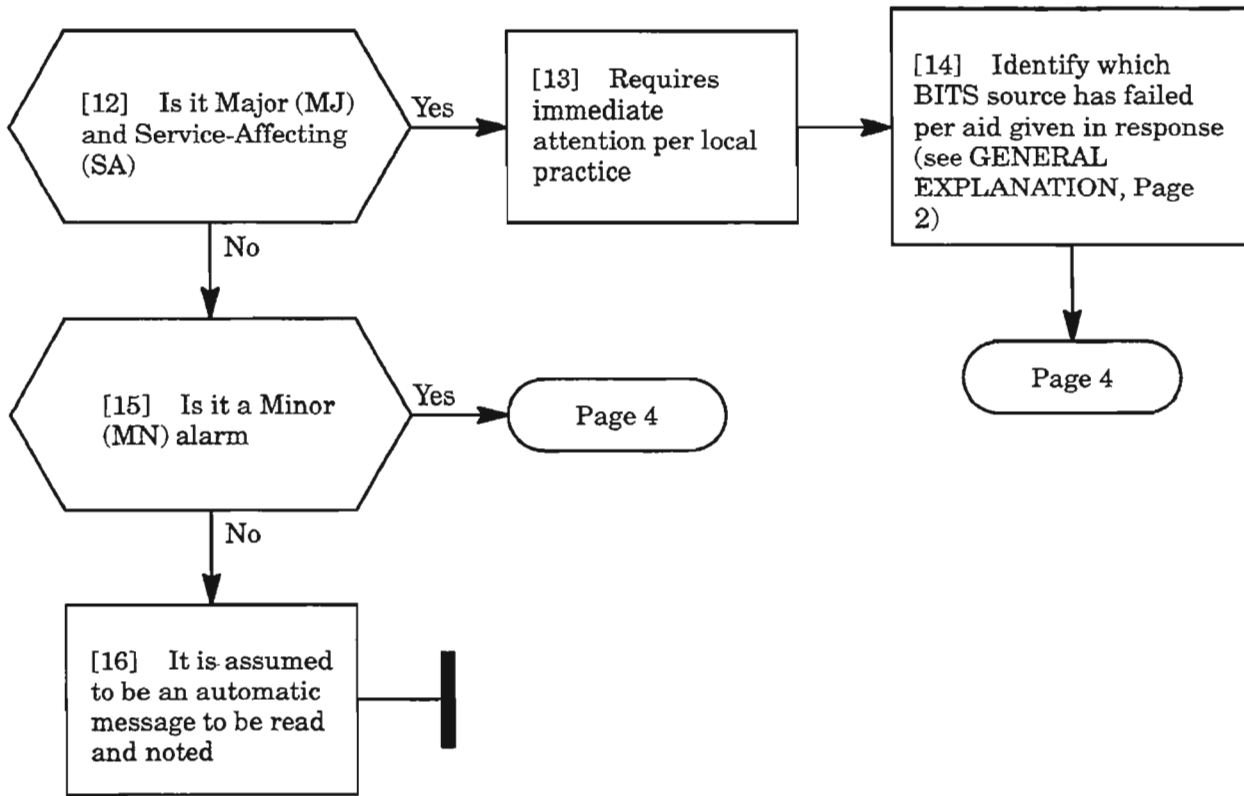 [12] Is it Major (MJ)
and Service-Affecting
(SA)
Yes
[13] Requires
immediate
attention per local
practice
[14] Identify which
BITS source has failed
per aid given in response
(see GENERAL
EXPLANATION, Page
2)
No
Page 4
[15] Is it a Minor
(MN) alarm
Yes
Page 4
No
[16] It is assumed
to be an automatic
message to be read
and noted